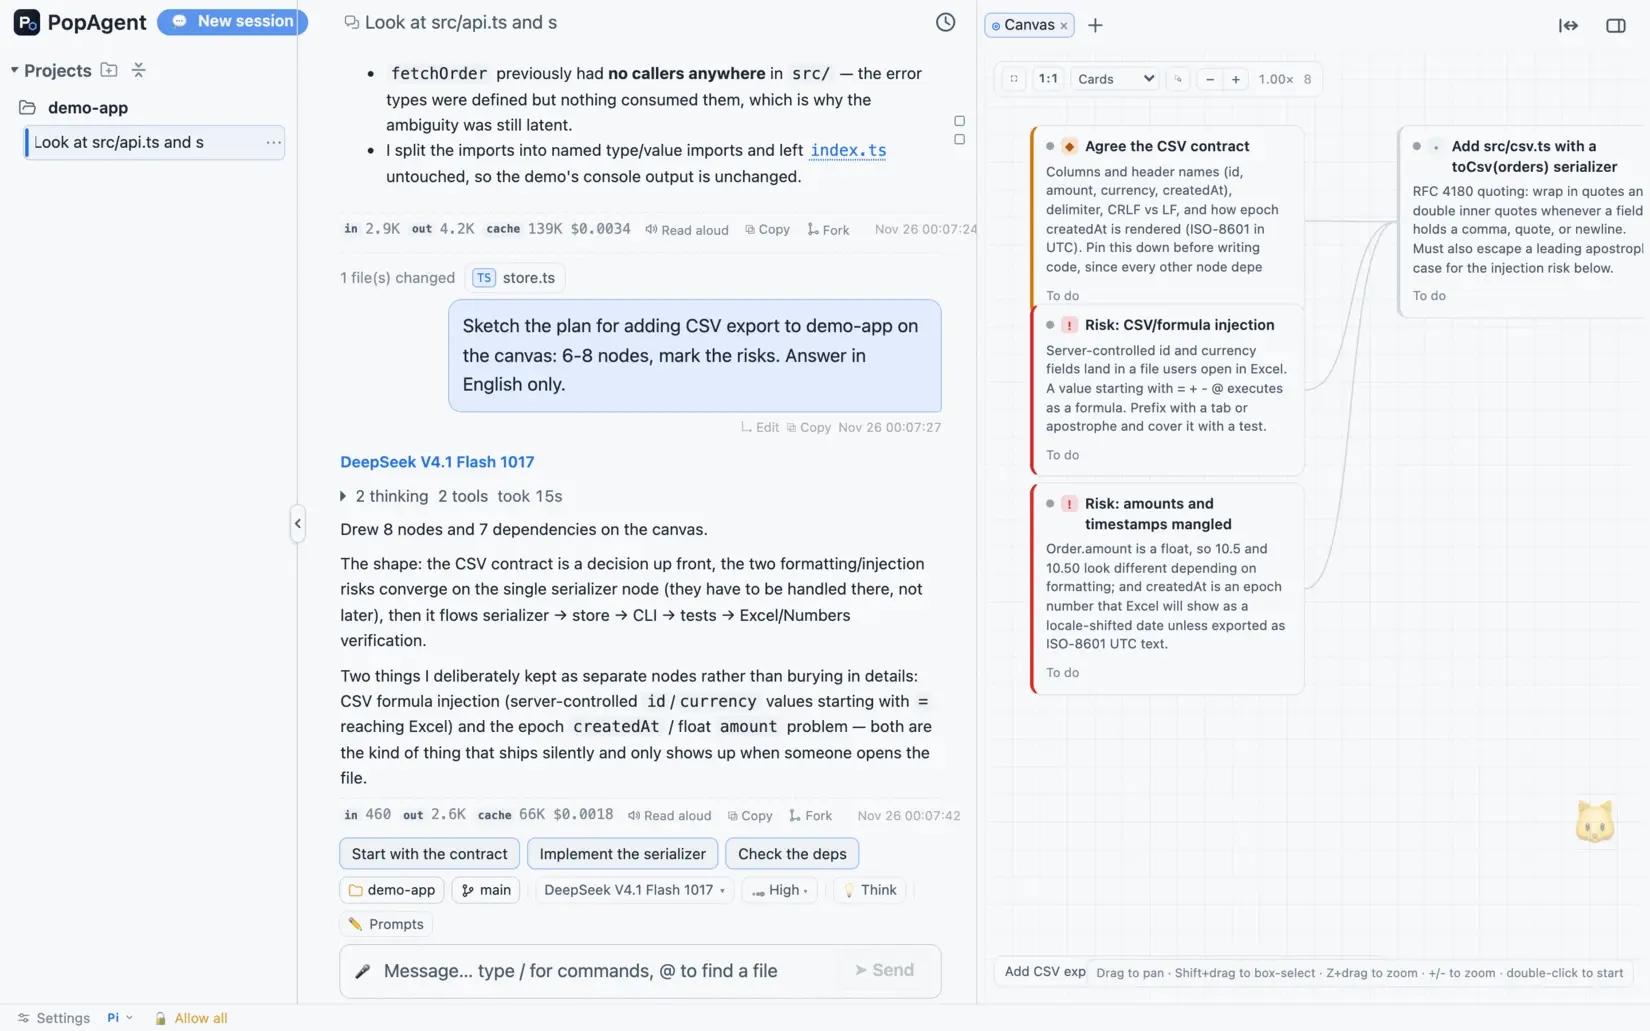 PopAgent
New session
Projects
demo-app
Look at src/api.ts and s
Look at src/api.ts and s
fetchOrder previously had no callers anywhere in src/ — the error
types were defined but nothing consumed them, which is why the
ambiguity was still latent.
I split the imports into named type/value imports and left index.ts
untouched, so the demo's console output is unchanged.
in 2.9K out 4.2K cache 139K $0.0034 Read aloud Copy Fork Nov 26 00:07:24
1 file(s) changed TS store.ts
Sketch the plan for adding CSV export to demo-app on
the canvas: 6-8 nodes, mark the risks. Answer in
English only.
Edit Copy Nov 26 00:07:27
DeepSeek V4.1 Flash 1017
2 thinking 2 tools took 15s
Drew 8 nodes and 7 dependencies on the canvas.
The shape: the CSV contract is a decision up front, the two formatting/injection
risks converge on the single serializer node (they have to be handled there, not
later), then it flows serializer → store → CLI → tests → Excel/Numbers
verification.
Two things I deliberately kept as separate nodes rather than burying in details:
CSV formula injection (server-controlled id / currency values starting with =
reaching Excel) and the epoch createdAt / float amount problem — both are
the kind of thing that ships silently and only shows up when someone opens the
file.
in 460 out 2.6K cache 66K $0.0018 Read aloud Copy Fork Nov 26 00:07:42
Start with the contract Implement the serializer Check the deps
demo-app main DeepSeek V4.1 Flash 1017 High Think
Prompts
Message... type / for commands, @ to find a file Send
Settings Pi Allow all
Canvas × +
1:1 Cards − + 1.00× 8
Agree the CSV contract
Columns and header names (id,
amount, currency, createdAt),
delimiter, CRLF vs LF, and how epoch
createdAt is rendered (ISO-8601 in
UTC). Pin this down before writing
code, since every other node depe
To do
! Risk: CSV/formula injection
Server-controlled id and currency
fields land in a file users open in Excel.
A value starting with = + - @ executes
as a formula. Prefix with a tab or
apostrophe and cover it with a test.
To do
! Risk: amounts and
timestamps mangled
Order.amount is a float, so 10.5 and
10.50 look different depending on
formatting; and createdAt is an epoch
number that Excel will show as a
locale-shifted date unless exported as
ISO-8601 UTC text.
To do
Add src/csv.ts with a
toCsv(orders) serializer
RFC 4180 quoting: wrap in quotes an
double inner quotes whenever a field
holds a comma, quote, or newline.
Must also escape a leading apostropl
case for the injection risk below.
To do
Add CSV exp
Drag to pan · Shift+drag to box-select · Z+drag to zoom · +/- to zoom · double-click to start